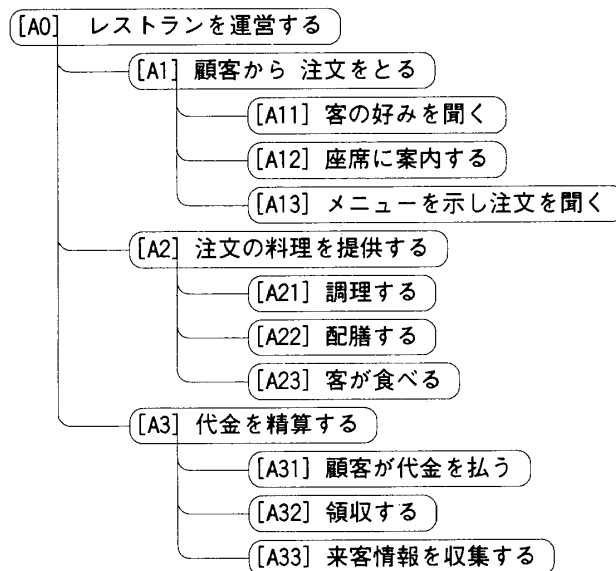 [A0] レストランを運営する
[A1] 顧客から 注文をとる
[A11] 客の好みを聞く
[A12] 座席に案内する
[A13] メニューを示し注文を聞く
[A2] 注文の料理を提供する
[A21] 調理する
[A22] 配膳する
[A23] 客が食べる
[A3] 代金を精算する
[A31] 顧客が代金を払う
[A32] 領収する
[A33] 来客情報を収集する